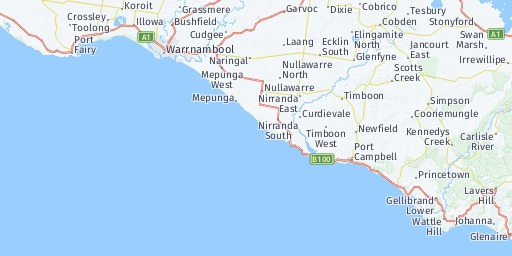 Crossley
Koroit
Grassmere
Garvoc
Dixie
Cobrico
Tesbury
Toolong
Illowa
Bushfield
Cobden
Stonyford
Port
Fairy
A1
Cudgee
Laang
Ecklin
South
Elingamite
North
Swan
Marsh
A1
Warrnambool
Jancourt
East
Naringal
Glenfyne
Irrewillipe
Mepunga
West
Nullawarre
North
Scotts
Creek
Mepunga
Nullawarre
Nirranda
East
Timboon
Simpson
Curdievale
Cooriemungle
Nirranda
South
Timboon
West
Newfield
Kennedys
Creek
Carlisle
River
B100
Port
Campbell
Princetown
Gellibrand
Lower
Lavers
Hill
Wattle
Hill
Johanna
Glenaire